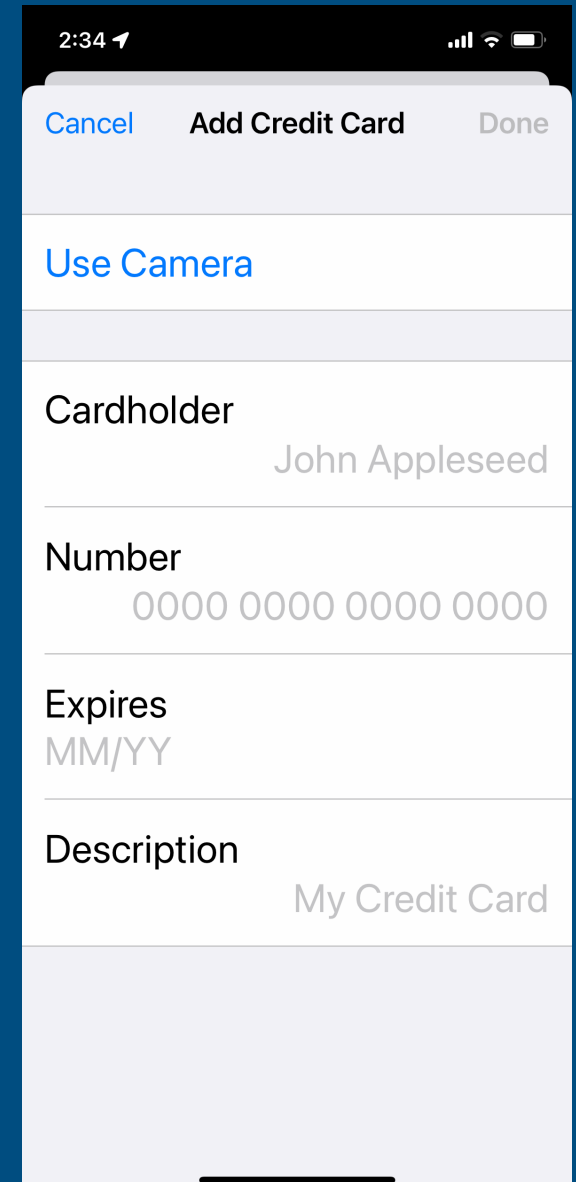 2:34
Cancel Add Credit Card Done
Use Camera
Cardholder
John Appleseed
Number
0000 0000 0000 0000
Expires
MM/YY
Description
My Credit Card